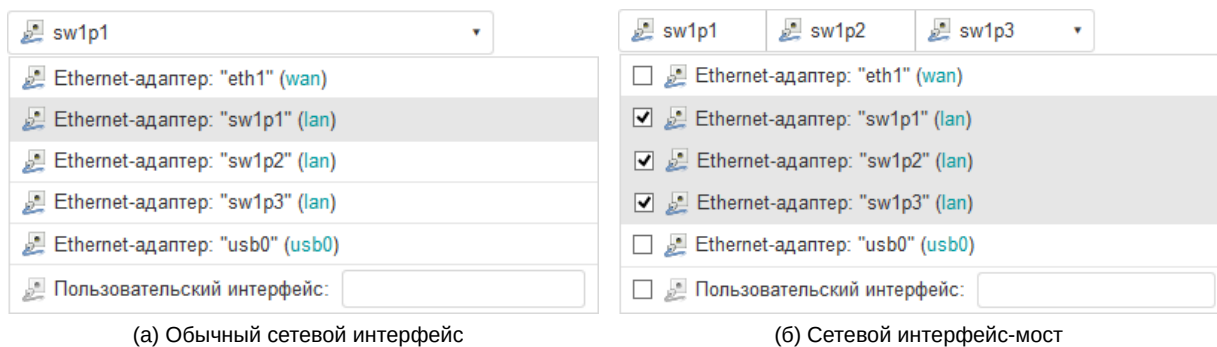 sw1p1
Ethernet-адаптер: "eth1" (wan)
Ethernet-адаптер: "sw1p1" (lan)
Ethernet-адаптер: "sw1p2" (lan)
Ethernet-адаптер: "sw1p3" (lan)
Ethernet-адаптер: "usb0" (usb0)
Пользовательский интерфейс:
(а) Обычный сетевой интерфейс
sw1p1 sw1p2 sw1p3
Ethernet-адаптер: "eth1" (wan)
Ethernet-адаптер: "sw1p1" (lan)
Ethernet-адаптер: "sw1p2" (lan)
Ethernet-адаптер: "sw1p3" (lan)
Ethernet-адаптер: "usb0" (usb0)
Пользовательский интерфейс:
(б) Сетевой интерфейс-мост